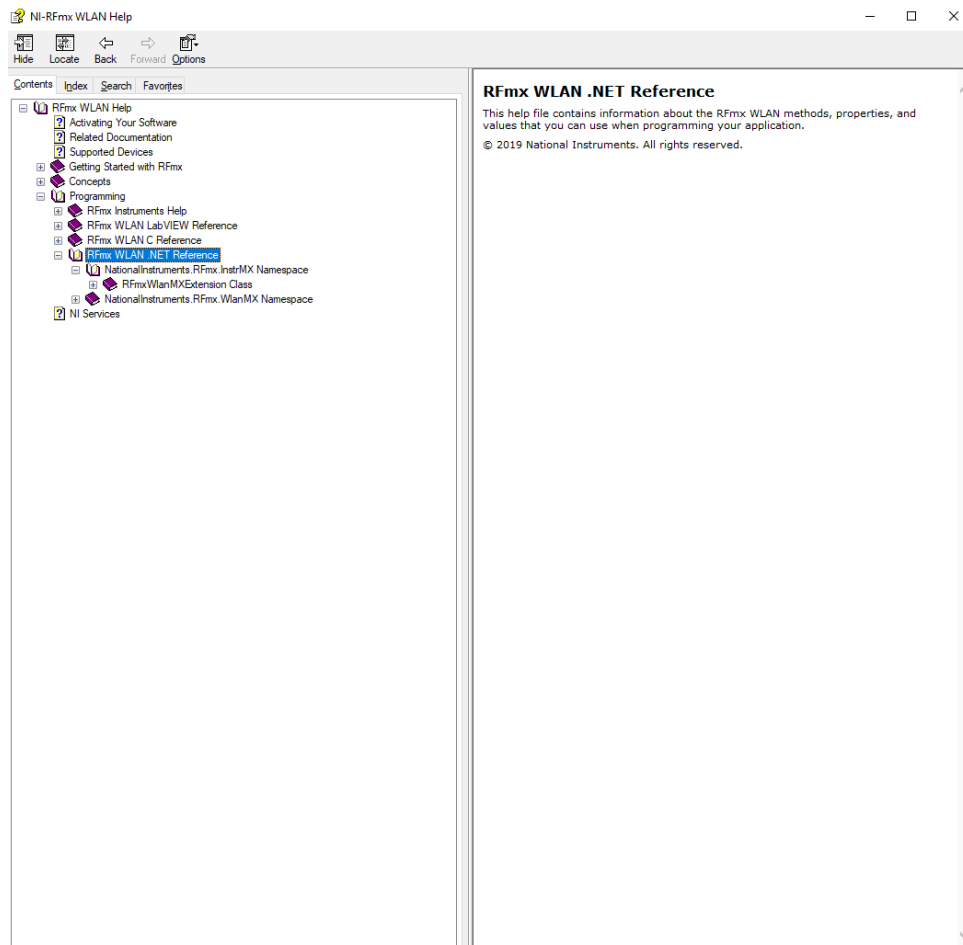 NI-RFmx WLAN Help
Hide Locate Back Forward Options
Contents Index Search Favorites
RFmx WLAN Help
Activating Your Software
Related Documentation
Supported Devices
Getting Started with RFmx
Concepts
Programming
RFmx Instruments Help
RFmx WLAN LabVIEW Reference
RFmx WLAN C Reference
RFmx WLAN .NET Reference
NationalInstruments.RFmx.InstrMX Namespace
RFmxWlanMXExtension Class
NationalInstruments.RFmx.WlanMX Namespace
NI Services
RFmx WLAN .NET Reference
This help file contains information about the RFmx WLAN methods, properties, and
values that you can use when programming your application.
© 2019 National Instruments. All rights reserved.